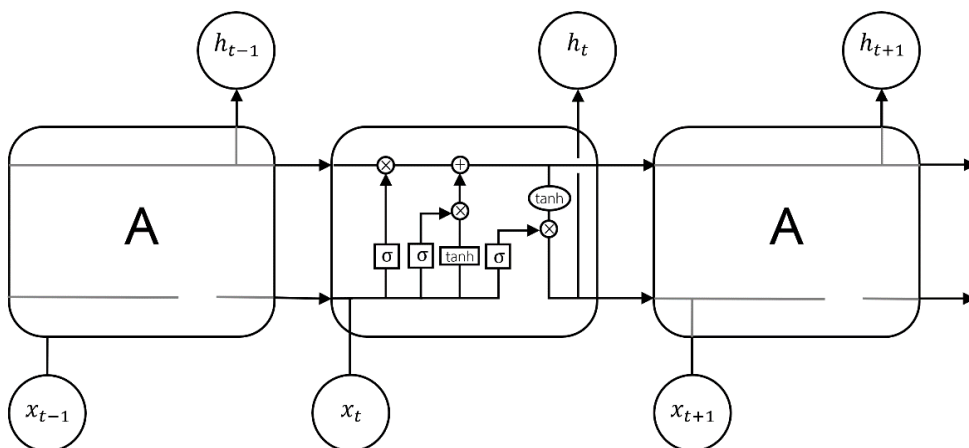 h_{t−1} h_t h_{t+1}
× +
tanh
A × × A
σ σ tanh σ
x_{t−1} x_t x_{t+1}